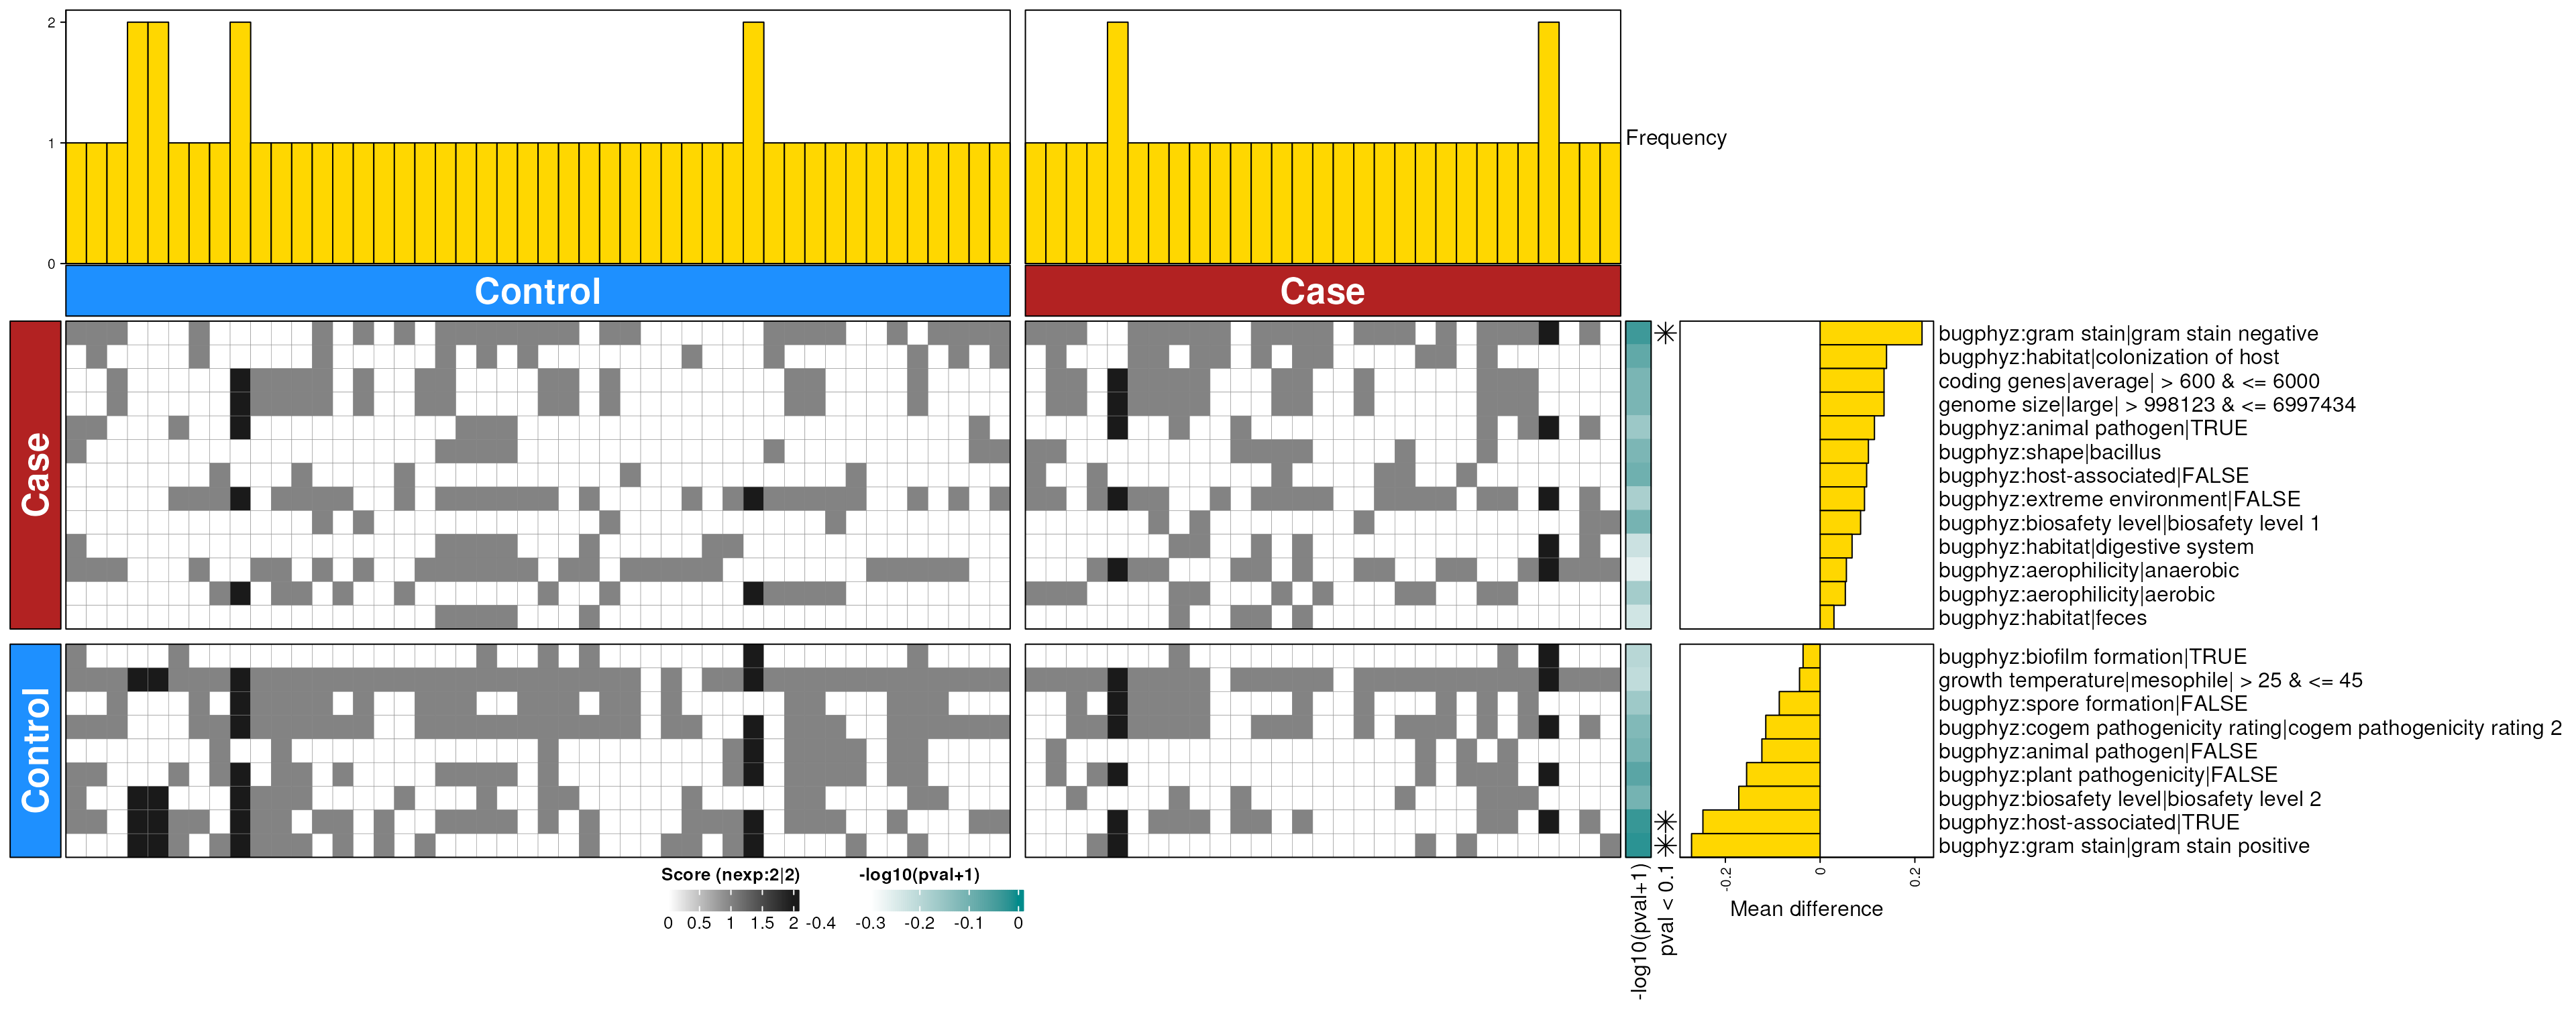 2
1
0
Frequency
Control
Case
Case
bugphyz:gram stain|gram stain negative
bugphyz:habitat|colonization of host
coding genes|average| > 600 & <= 6000
genome size|large| > 998123 & <= 6997434
bugphyz:animal pathogen|TRUE
bugphyz:shape|bacillus
bugphyz:host-associated|FALSE
bugphyz:extreme environment|FALSE
bugphyz:biosafety level|biosafety level 1
bugphyz:habitat|digestive system
bugphyz:aerophilicity|anaerobic
bugphyz:aerophilicity|aerobic
bugphyz:habitat|feces
Control
bugphyz:biofilm formation|TRUE
growth temperature|mesophile| > 25 & <= 45
bugphyz:spore formation|FALSE
bugphyz:cogem pathogenicity rating|cogem pathogenicity rating 2
bugphyz:animal pathogen|FALSE
bugphyz:plant pathogenicity|FALSE
bugphyz:biosafety level|biosafety level 2
bugphyz:host-associated|TRUE
bugphyz:gram stain|gram stain positive
-log10(pval+1)
pval < 0.1
-0.2 0 0.2
Mean difference
Score (nexp:2|2)
0 0.5 1 1.5 2
-log10(pval+1)
-0.4 -0.3 -0.2 -0.1 0